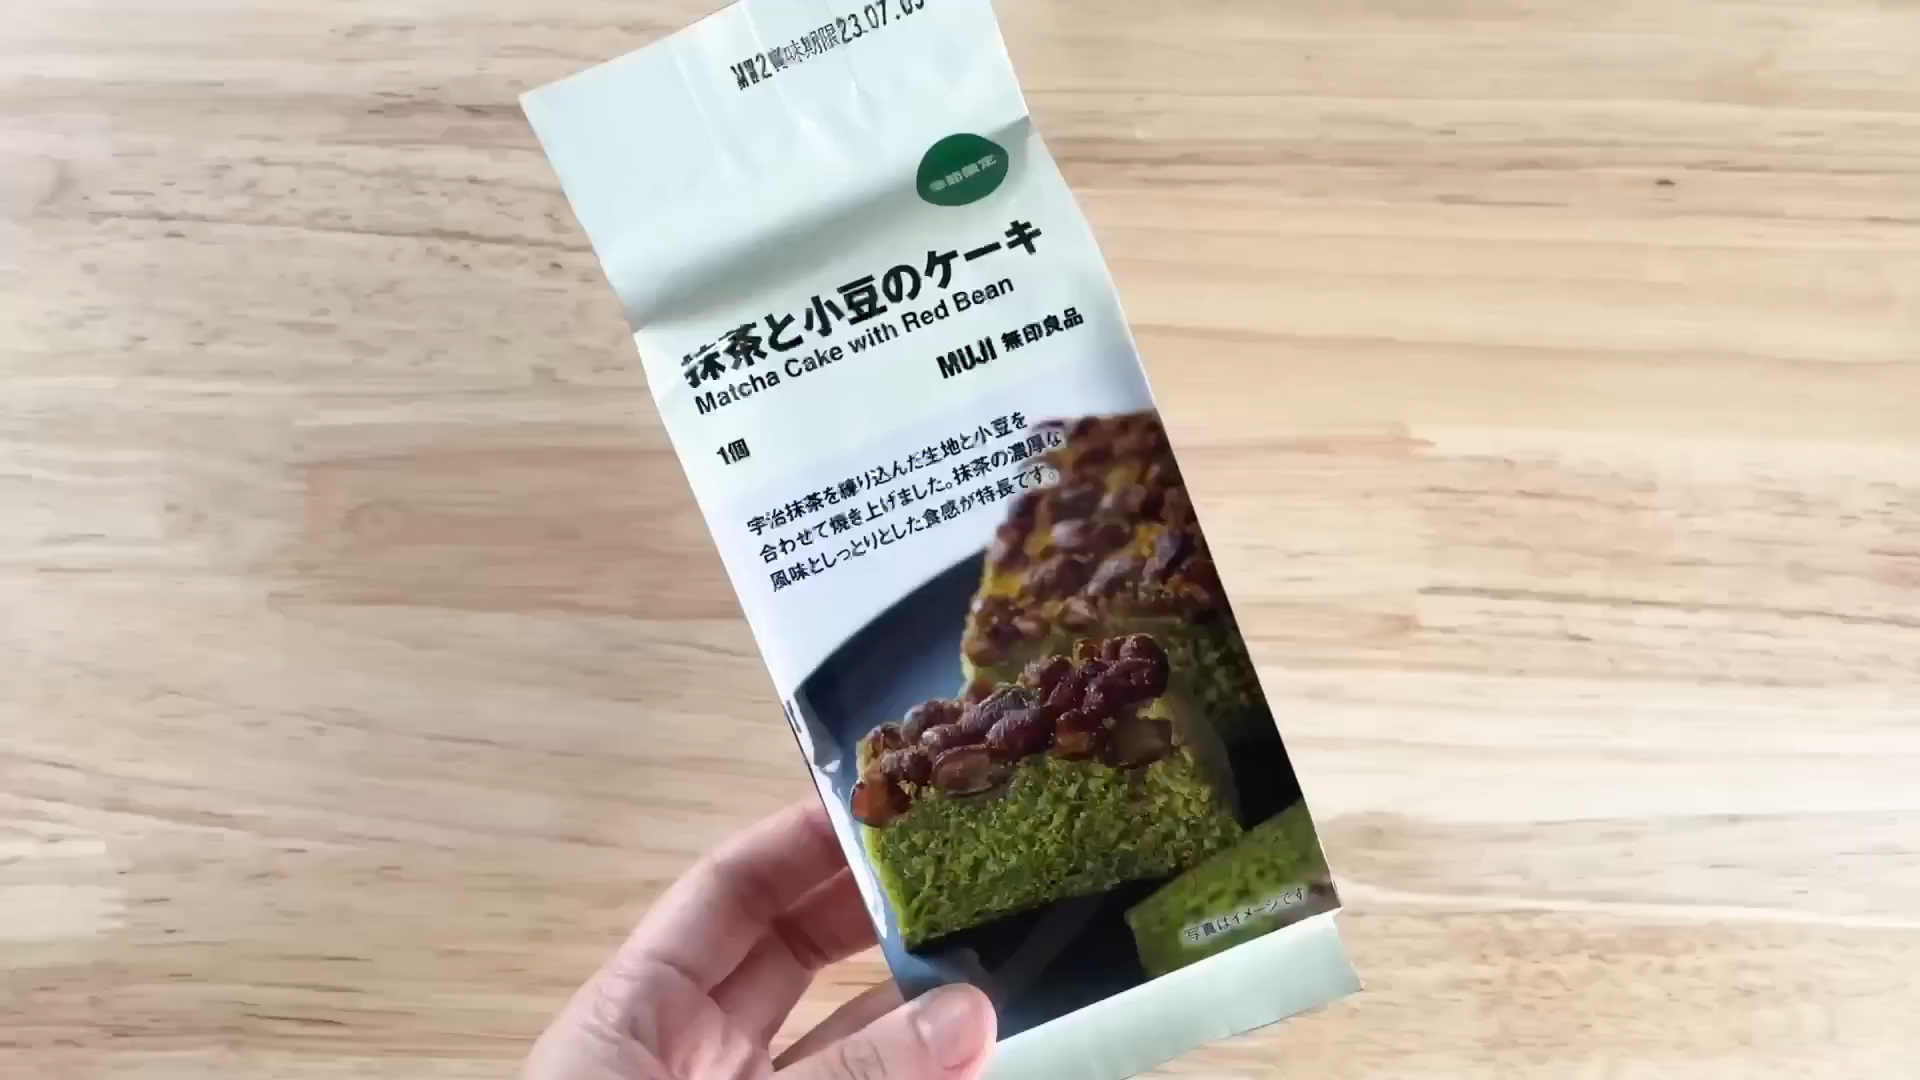 MW2 賞味期限23.07.
季節限定
抹茶と小豆のケーキ
Matcha Cake with Red Bean
MUJI 無印良品
1個
宇治抹茶を練り込んだ生地と小豆を
合わせて焼き上げました。抹茶の濃厚な
風味としっとりとした食感が特長です。
写真はイメージです